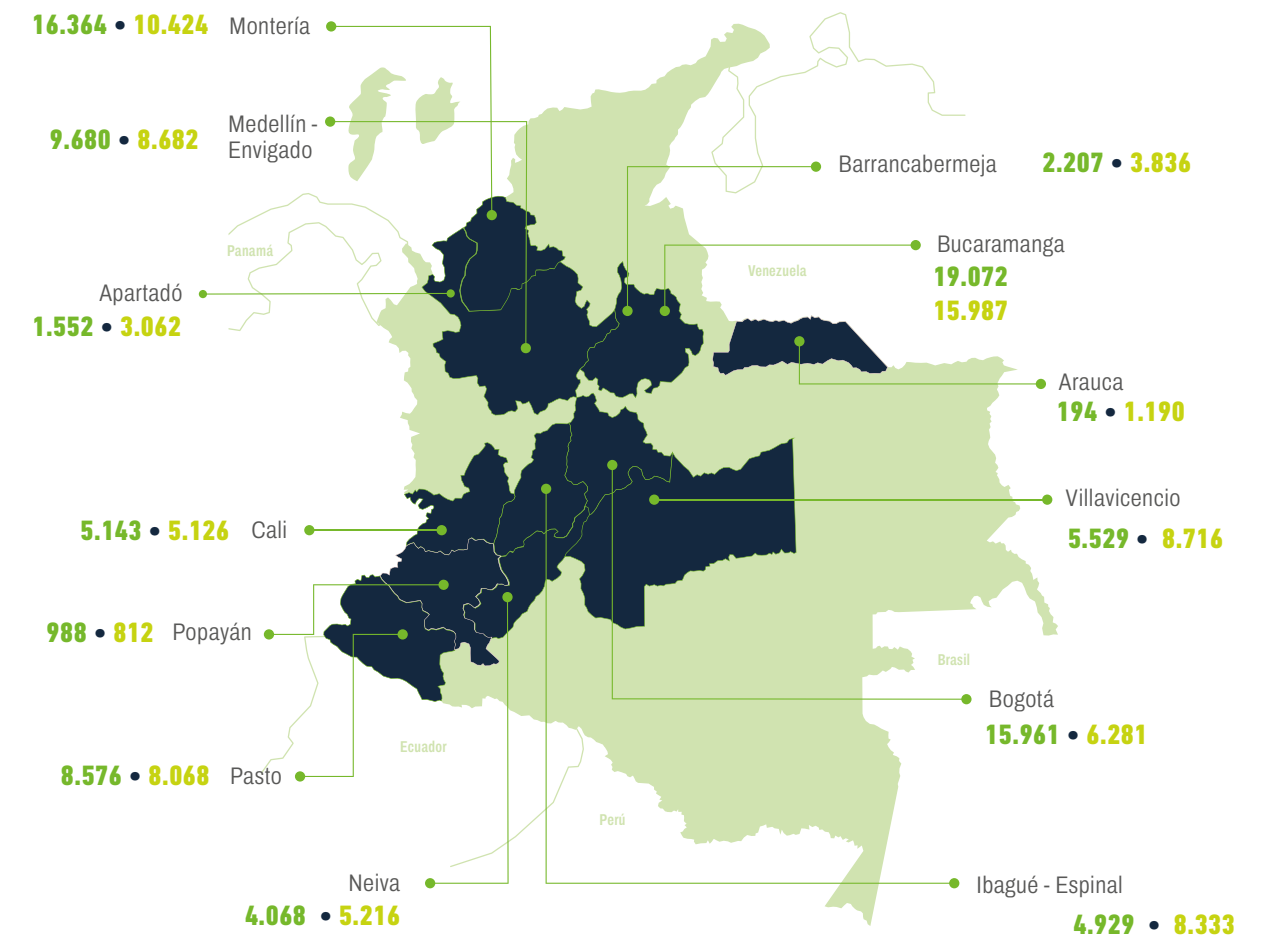 16.364 • 10.424 Montería
Medellín -
Envigado
9.680 • 8.682
Barrancabermeja 2.207 • 3.836
Bucaramanga
19.072
15.987
Panamá
Venezuela
Apartadó
1.552 • 3.062
Arauca
194 • 1.190
Villavicencio
5.529 • 8.716
5.143 • 5.126 Cali
988 • 812 Popayán
Brasil
Bogotá
15.961 • 6.281
Ecuador
8.576 • 8.068 Pasto
Perú
Neiva
4.068 • 5.216
Ibagué - Espinal
4.929 • 8.333